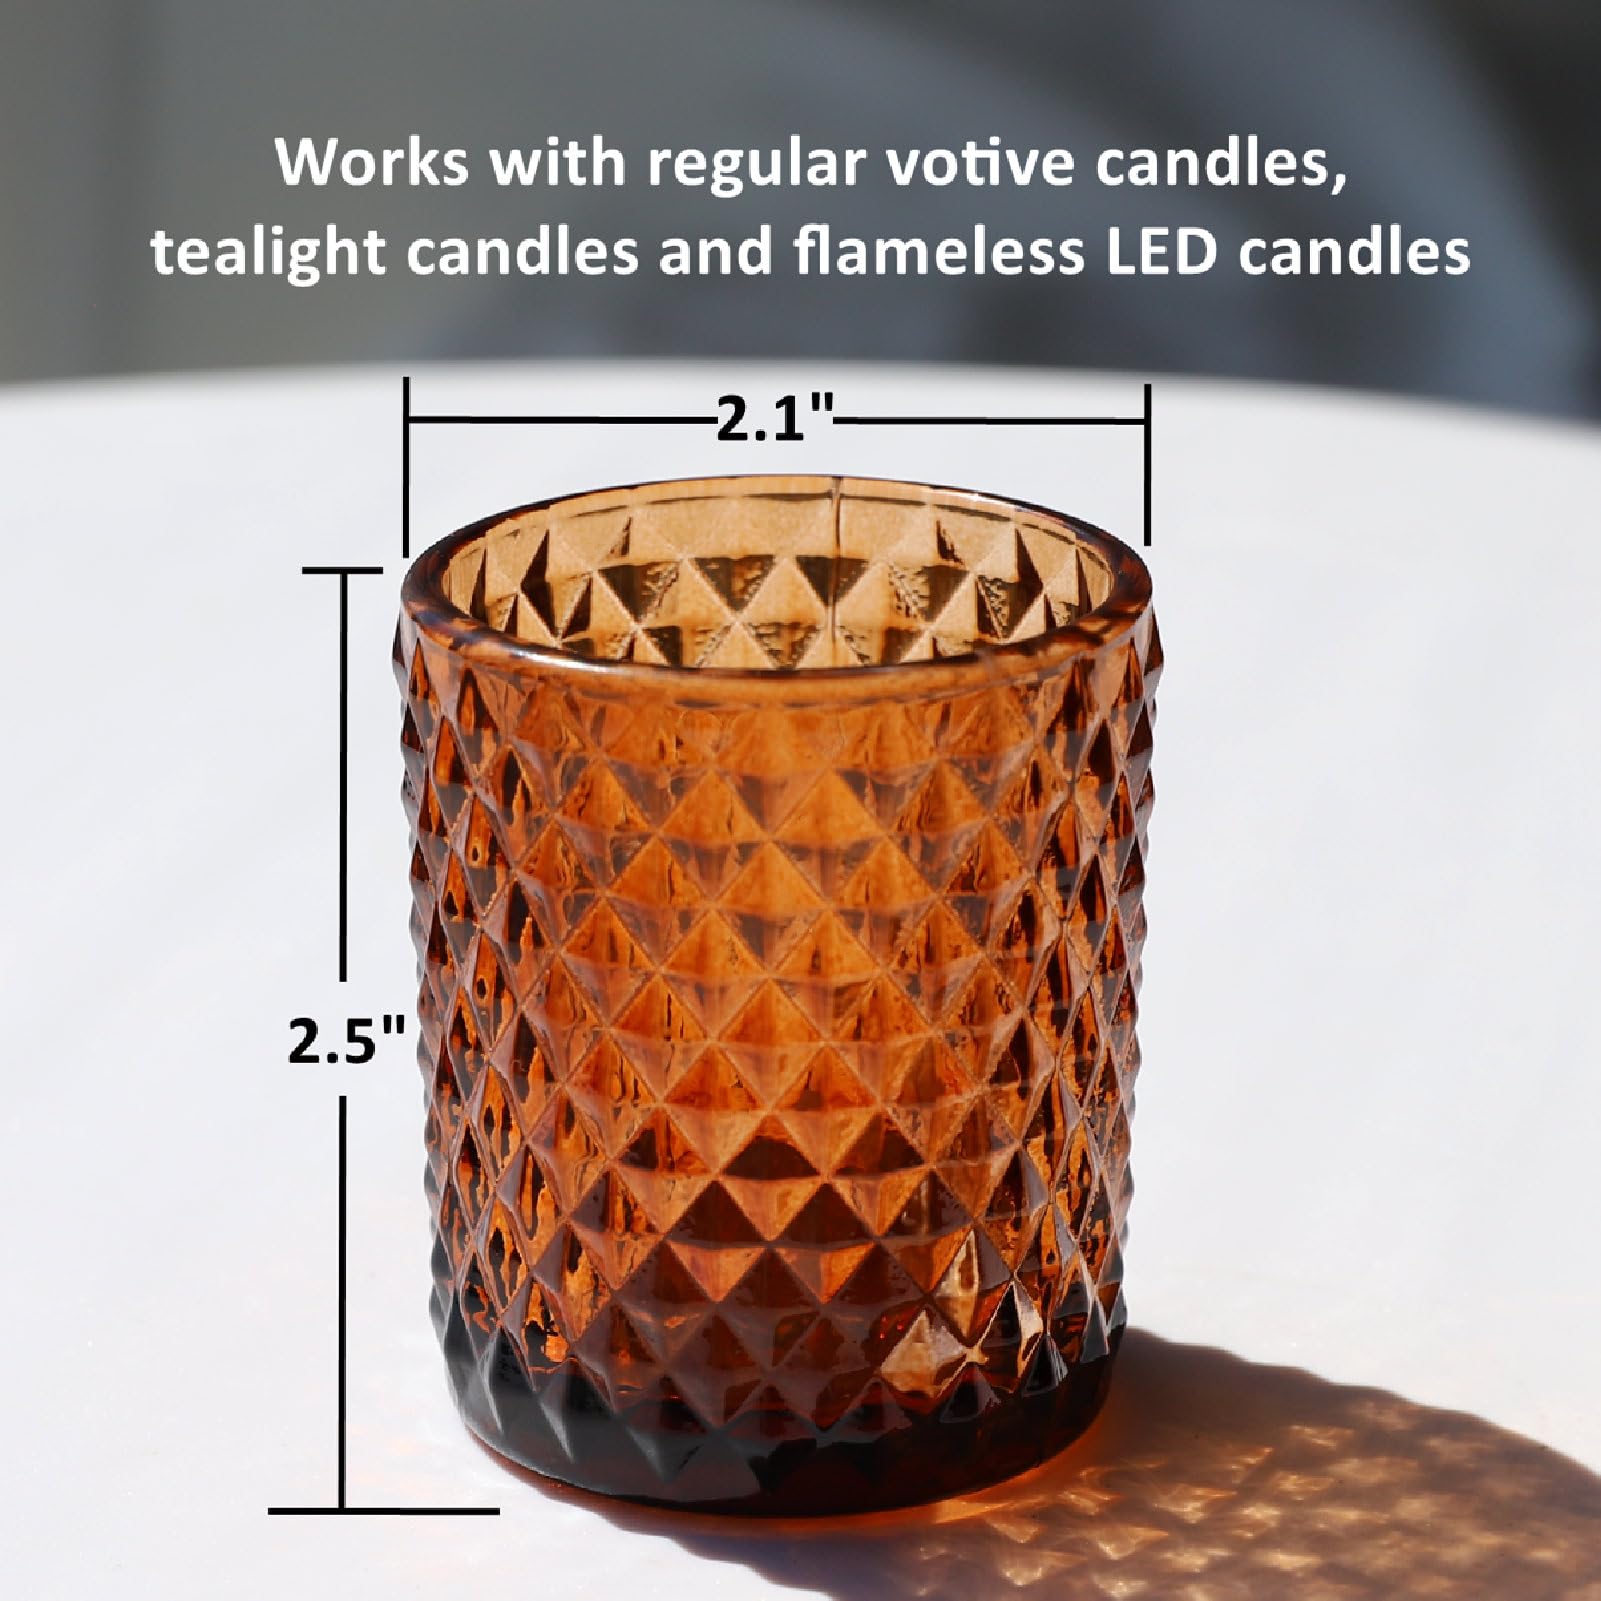 Works with regular votive candles,
tealight candles and flameless LED candles
2.1"
2.5"